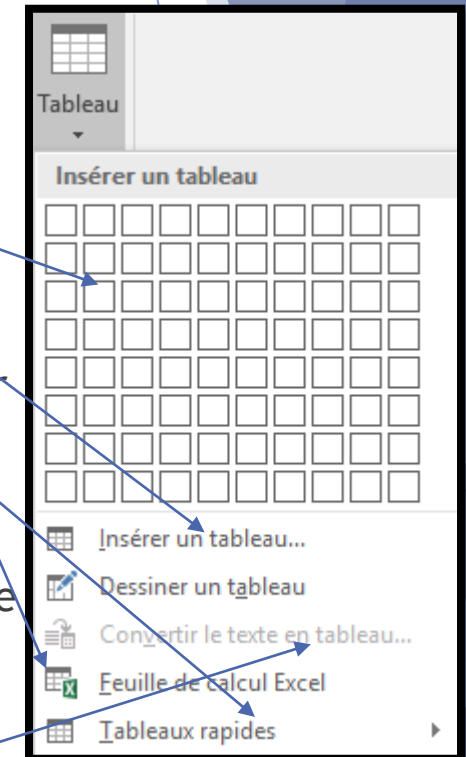 Tableau
Insérer un tableau
Insérer un tableau...
Dessiner un tableau
e
Convertir le texte en tableau...
Feuille de calcul Excel
Tableaux rapides